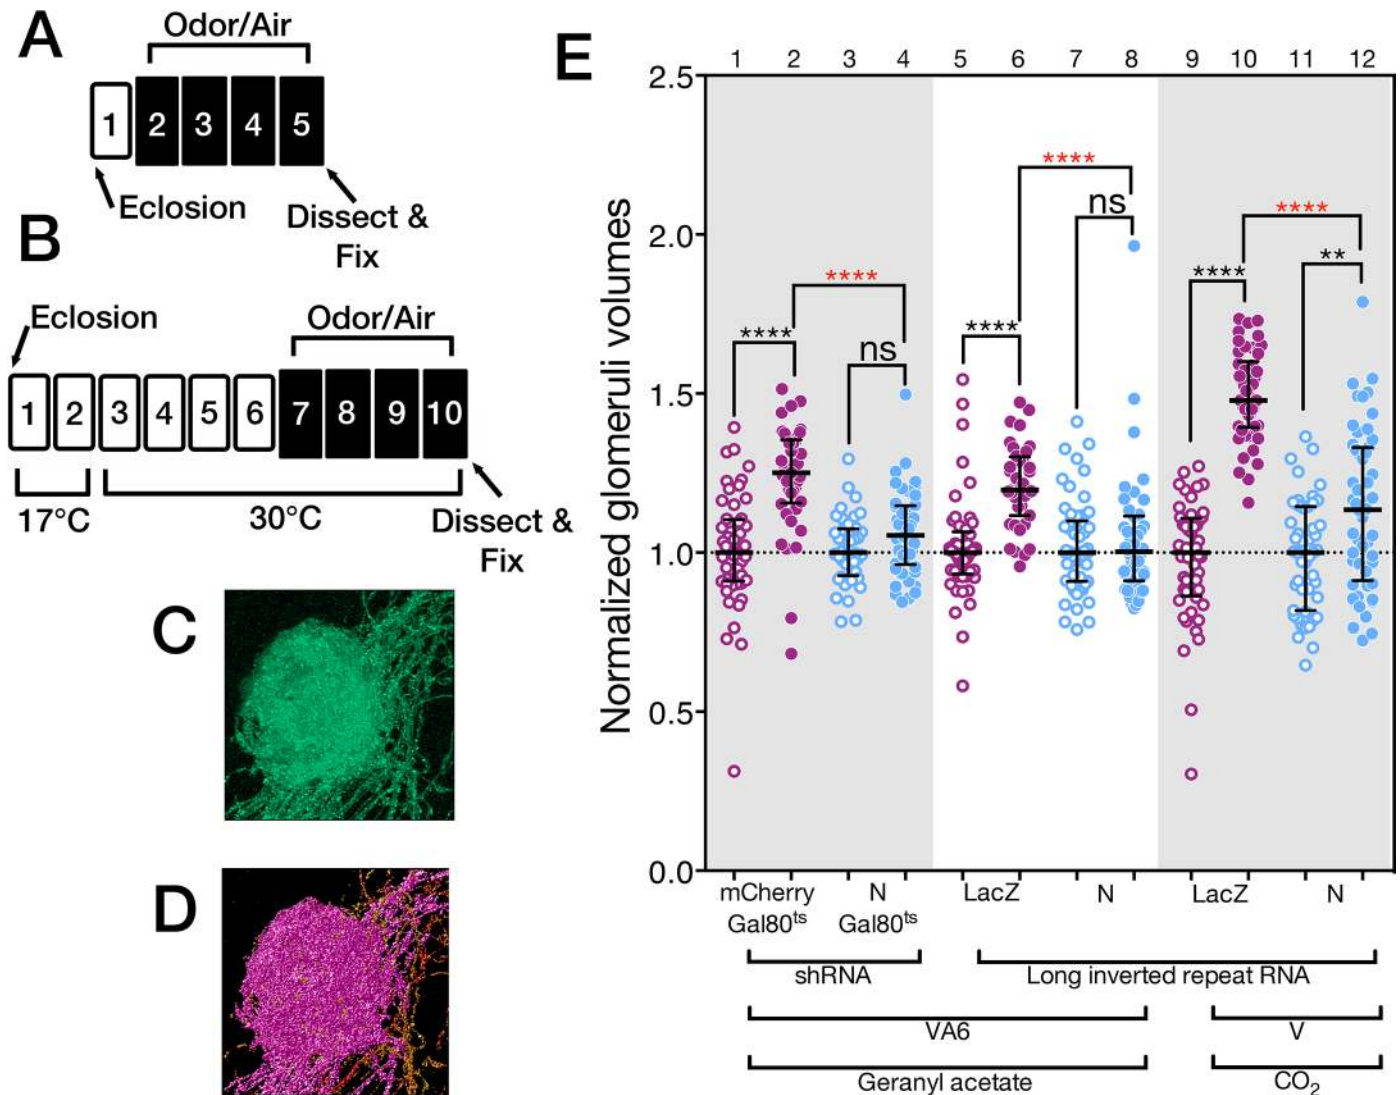 A
Odor/Air
1 2 3 4 5
Eclosion
Dissect &
Fix
B
Eclosion
Odor/Air
1 2 3 4 5 6 7 8 9 10
17°C
30°C
Dissect &
Fix
C
D
E
1 2 3 4 5 6 7 8 9 10 11 12
Normalized glomeruli volumes
2.5
2.0
1.5
1.0
0.5
0.0
**** ns ****
**** ns ****
**** ** ****
mCherry N LacZ N LacZ N
Gal80ts Gal80ts
shRNA Long inverted repeat RNA
VA6 V
Geranyl acetate CO2